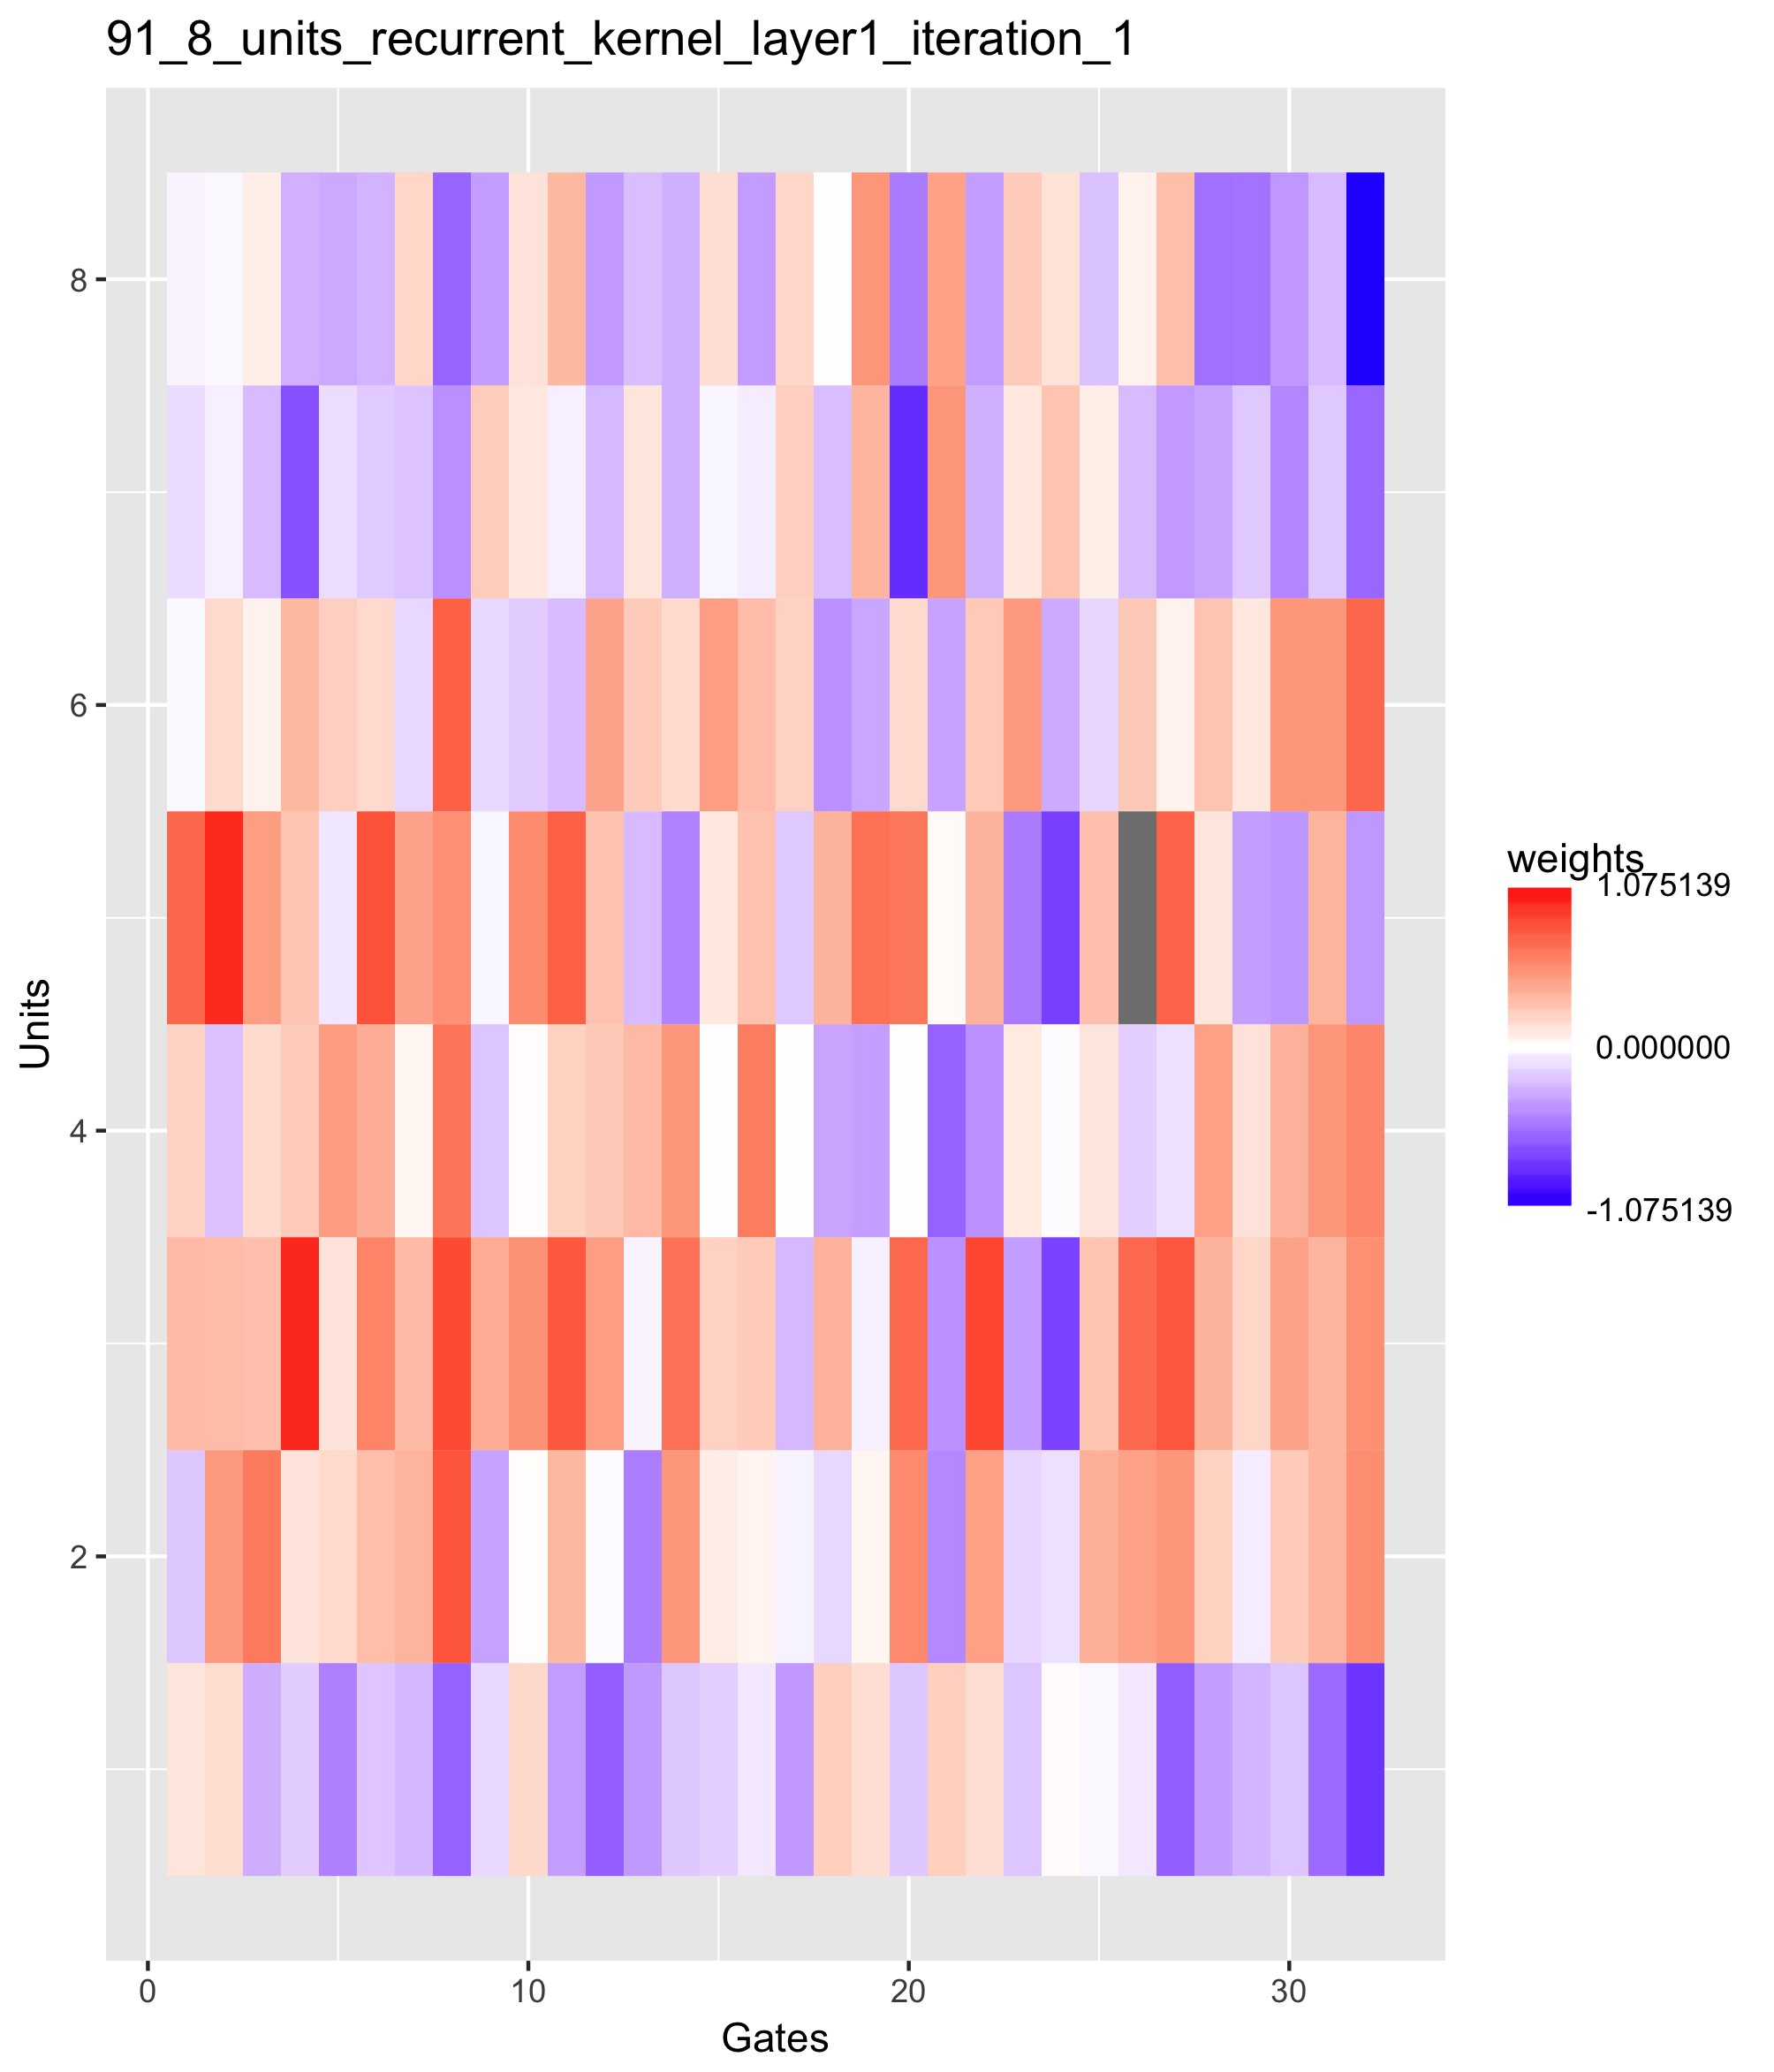 91_8_units_recurrent_kernel_layer1_iteration_1
8
6
4
2
Units
0
10
20
30
Gates
weights
1.075139
0.000000
-1.075139